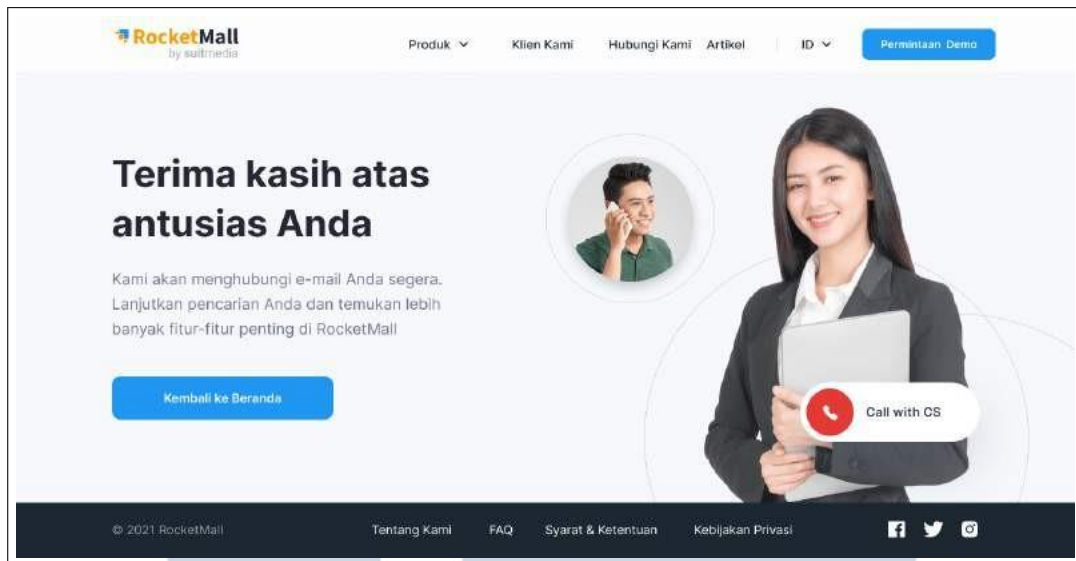 RocketMall
by suitmedia
Produk
Klien Kami
Hubungi Kami
Artikel
ID
Permintaan Demo
Terima kasih atas
antusias Anda
Kami akan menghubungi e-mail Anda segera.
Lanjutkan pencarian Anda dan temukan lebih
banyak fitur-fitur penting di RocketMall
Kembali ke Beranda
Call with CS
© 2021 RocketMall
Tentang Kami
FAQ
Syarat & Ketentuan
Kebijakan Privasi